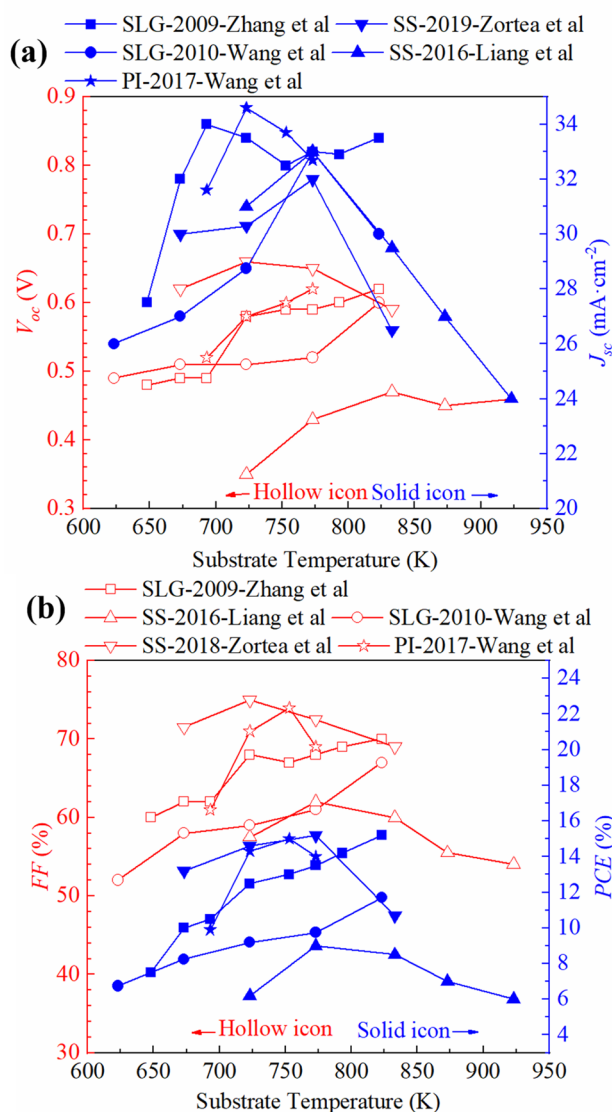 (a)
SLG-2009-Zhang et al SS-2019-Zortea et al
SLG-2010-Wang et al SS-2016-Liang et al
PI-2017-Wang et al
0.9
0.8
0.7
0.6
0.5
0.4
0.3
Voc (V)
34
32
30
28
26
24
22
20
Jsc (mA·cm-2)
Hollow icon Solid icon
600 650 700 750 800 850 900 950
Substrate Temperature (K)
(b)
SLG-2009-Zhang et al
SS-2016-Liang et al SLG-2010-Wang et al
SS-2018-Zortea et al PI-2017-Wang et al
80
70
60
50
40
30
FF (%)
24
22
20
18
16
14
12
10
8
6
4
PCE (%)
Hollow icon Solid icon
600 650 700 750 800 850 900 950
Substrate Temperature (K)